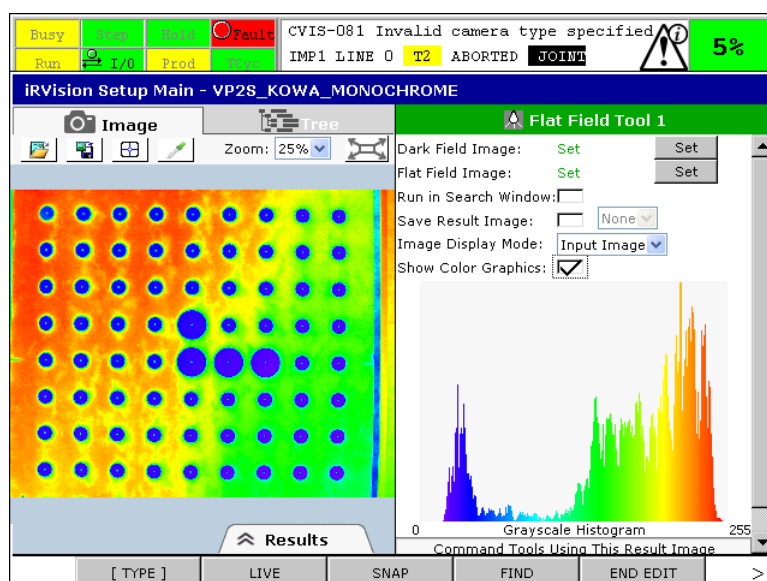 Busy Step Hold Fault CVIS-081 Invalid camera type specified
Run I/O Prod TCyc IMP1 LINE 0 T2 ABORTED JOINT
5%
iRVision Setup Main - VP2S_KOWA_MONOCHROME
Image Tree
Zoom: 25%
Flat Field Tool 1
Dark Field Image: Set Set
Flat Field Image: Set Set
Run in Search Window:
Save Result Image: None
Image Display Mode: Input Image
Show Color Graphics:
0 Grayscale Histogram 255
Command Tools Using This Result Image
Results
[ TYPE ] LIVE SNAP FIND END EDIT >